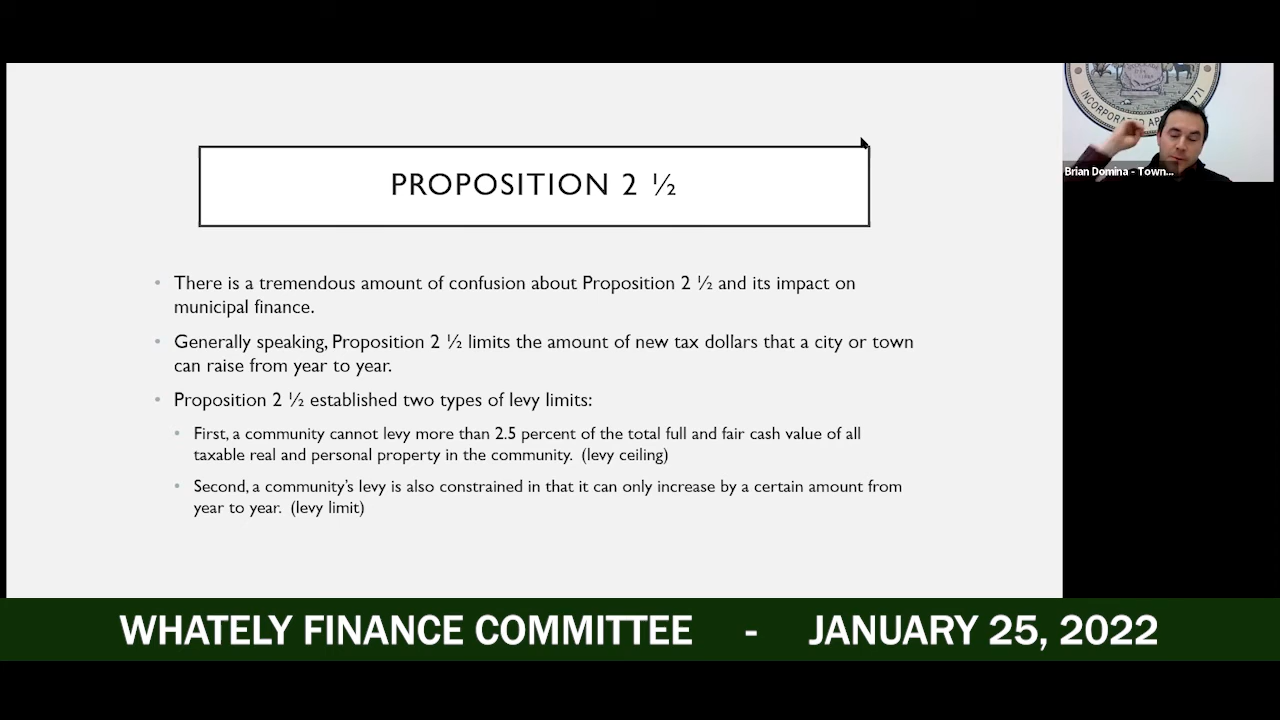 PROPOSITION 2 ½
• There is a tremendous amount of confusion about Proposition 2 ½ and its impact on
municipal finance.
• Generally speaking, Proposition 2 ½ limits the amount of new tax dollars that a city or town
can raise from year to year.
• Proposition 2 ½ established two types of levy limits:
• First, a community cannot levy more than 2.5 percent of the total full and fair cash value of all
taxable real and personal property in the community. (levy ceiling)
• Second, a community's levy is also constrained in that it can only increase by a certain amount from
year to year. (levy limit)
INCORPORATED AP 771
Brian Domina - Town...
WHATELY FINANCE COMMITTEE - JANUARY 25, 2022